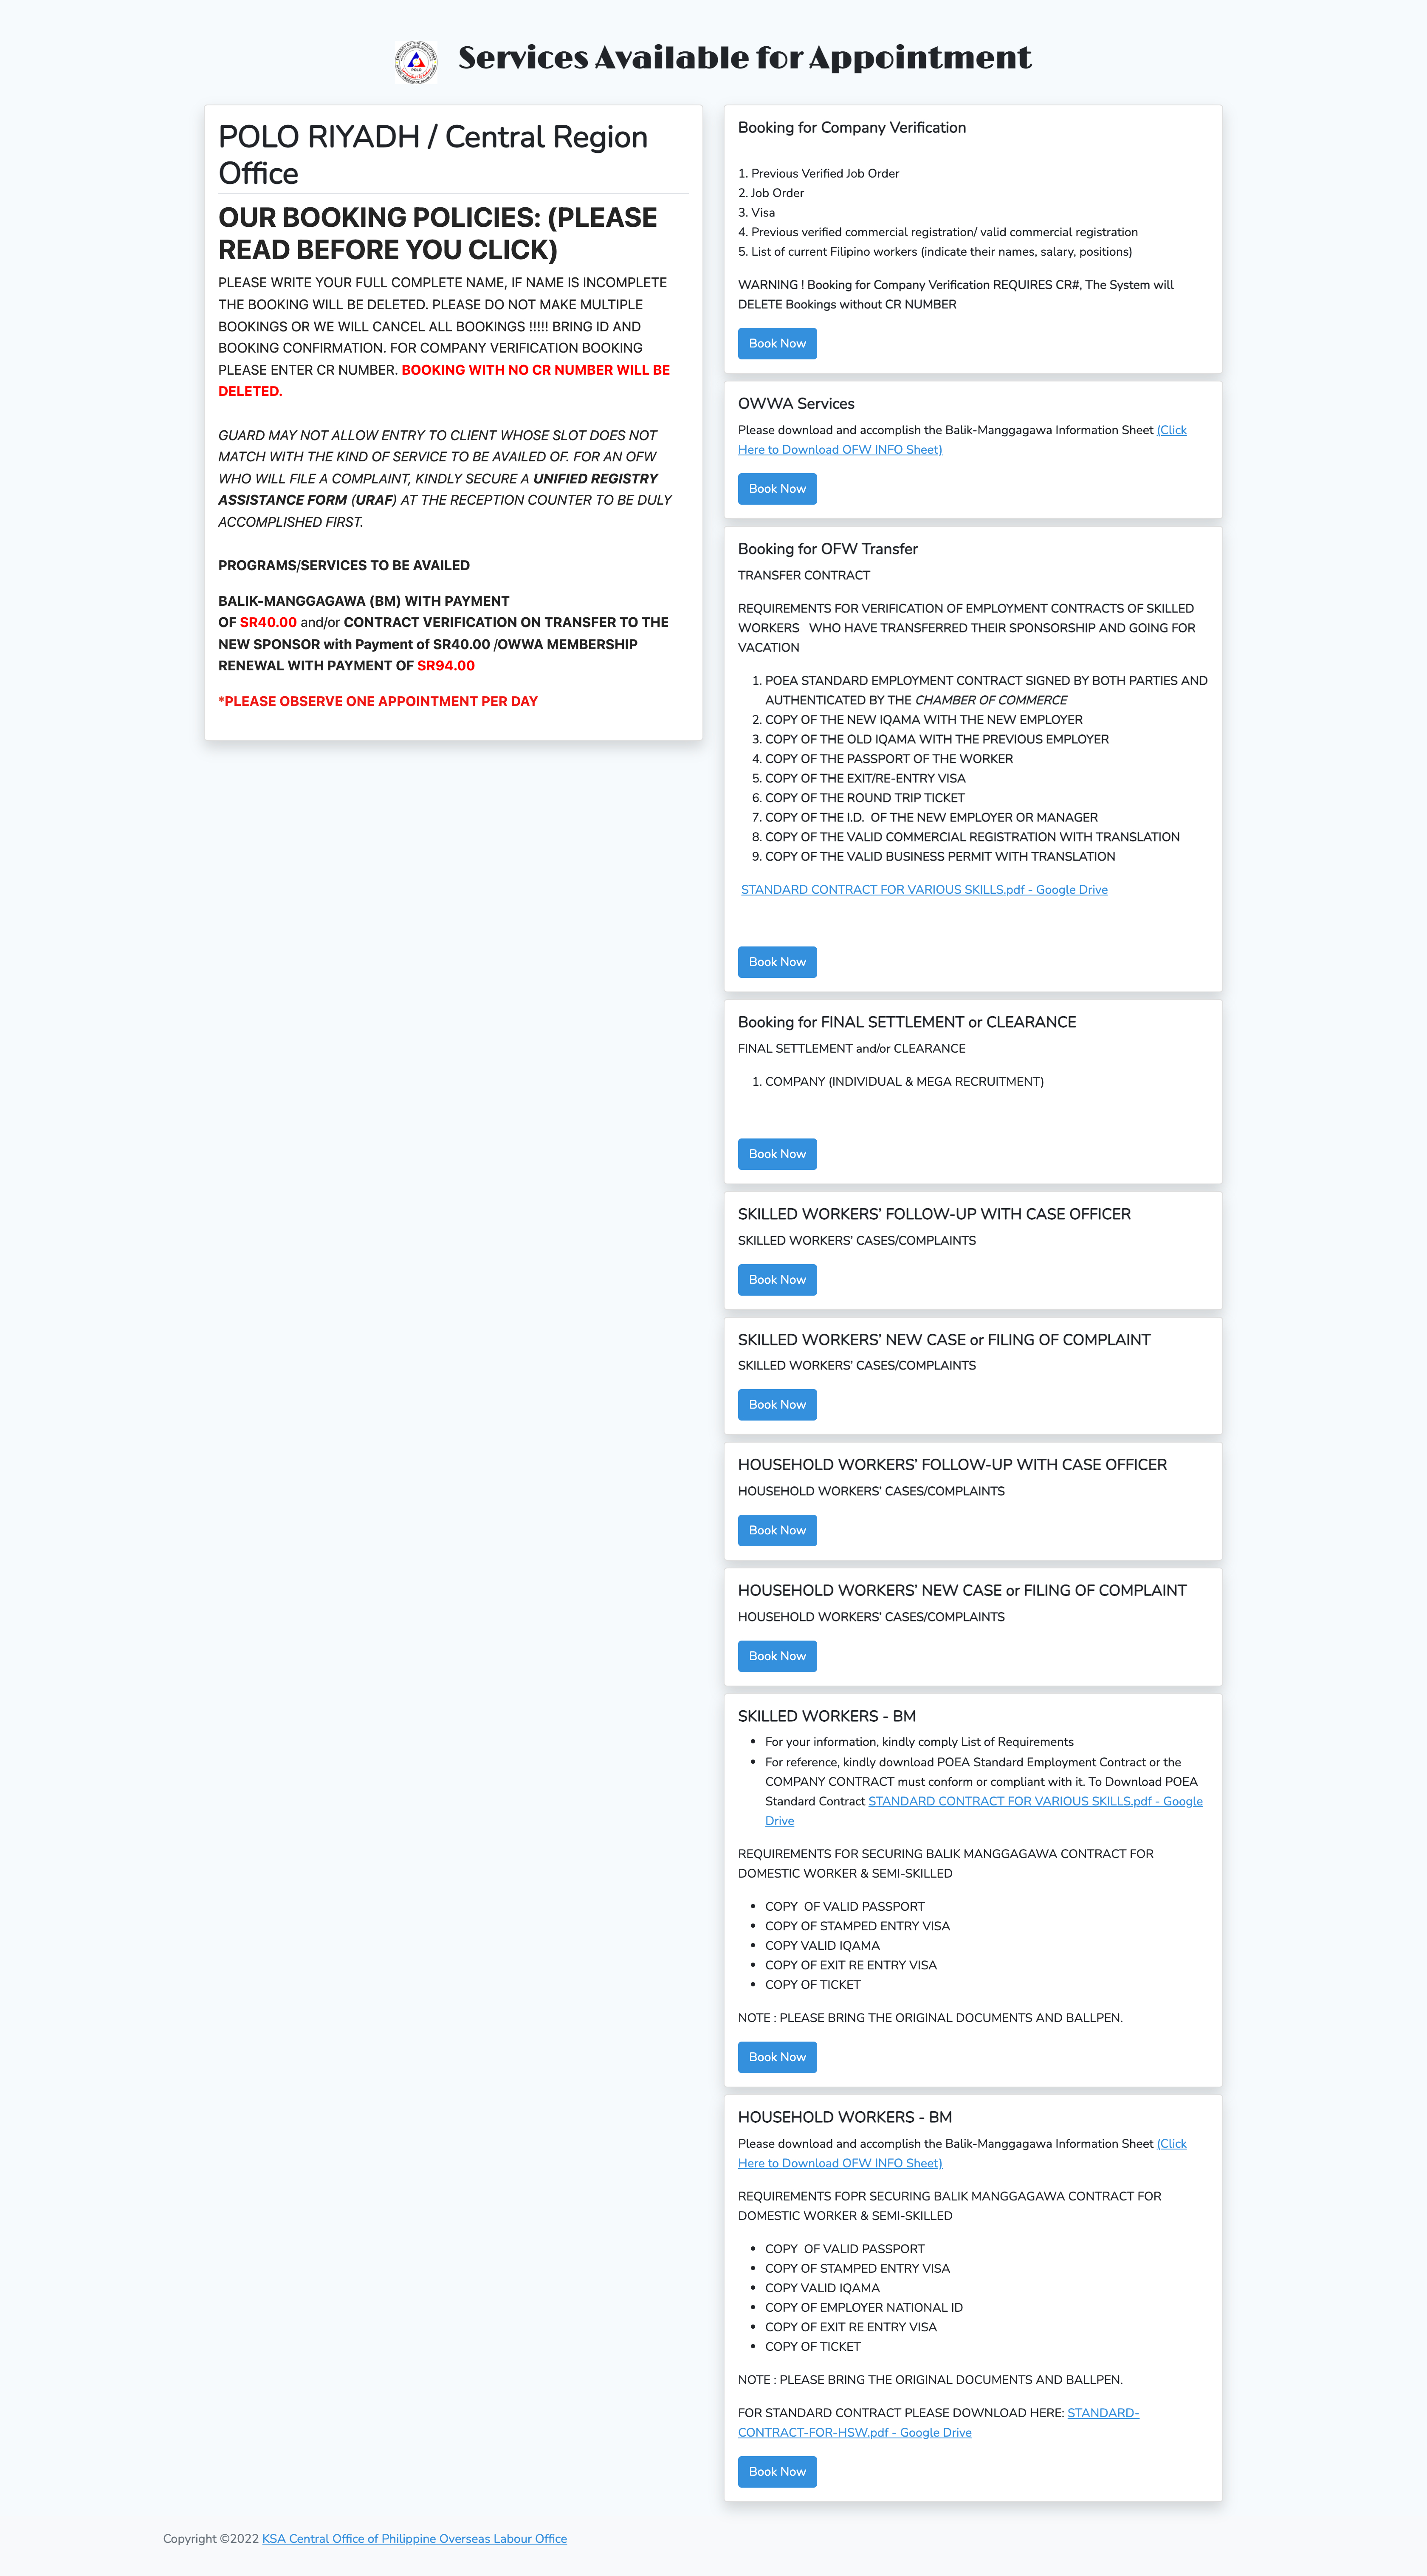 Services Available for Appointment
POLO RIYADH / Central Region
Office
OUR BOOKING POLICIES: (PLEASE
READ BEFORE YOU CLICK)
PLEASE WRITE YOUR FULL COMPLETE NAME, IF NAME IS INCOMPLETE
THE BOOKING WILL BE DELETED. PLEASE DO NOT MAKE MULTIPLE
BOOKINGS OR WE WILL CANCEL ALL BOOKINGS !!!!! BRING ID AND
BOOKING CONFIRMATION. FOR COMPANY VERIFICATION BOOKING
PLEASE ENTER CR NUMBER. BOOKING WITH NO CR NUMBER WILL BE
DELETED.
GUARD MAY NOT ALLOW ENTRY TO CLIENT WHOSE SLOT DOES NOT
MATCH WITH THE KIND OF SERVICE TO BE AVAILED OF. FOR AN OFW
WHO WILL FILE A COMPLAINT, KINDLY SECURE A UNIFIED REGISTRY
ASSISTANCE FORM (URAF) AT THE RECEPTION COUNTER TO BE DULY
ACCOMPLISHED FIRST.
PROGRAMS/SERVICES TO BE AVAILED
BALIK-MANGGAGAWA (BM) WITH PAYMENT
OF SR40.00 and/or CONTRACT VERIFICATION ON TRANSFER TO THE
NEW SPONSOR with Payment of SR40.00 /OWWA MEMBERSHIP
RENEWAL WITH PAYMENT OF SR94.00
*PLEASE OBSERVE ONE APPOINTMENT PER DAY
Booking for Company Verification
1. Previous Verified Job Order
2. Job Order
3. Visa
4. Previous verified commercial registration/ valid commercial registration
5. List of current Filipino workers (indicate their names, salary, positions)
WARNING ! Booking for Company Verification REQUIRES CR#, The System will
DELETE Bookings without CR NUMBER
Book Now
OWWA Services
Please download and accomplish the Balik-Manggagawa Information Sheet (Click
Here to Download OFW INFO Sheet)
Book Now
Booking for OFW Transfer
TRANSFER CONTRACT
REQUIREMENTS FOR VERIFICATION OF EMPLOYMENT CONTRACTS OF SKILLED
WORKERS   WHO HAVE TRANSFERRED THEIR SPONSORSHIP AND GOING FOR
VACATION
1. POEA STANDARD EMPLOYMENT CONTRACT SIGNED BY BOTH PARTIES AND
AUTHENTICATED BY THE CHAMBER OF COMMERCE
2. COPY OF THE NEW IQAMA WITH THE NEW EMPLOYER
3. COPY OF THE OLD IQAMA WITH THE PREVIOUS EMPLOYER
4. COPY OF THE PASSPORT OF THE WORKER
5. COPY OF THE EXIT/RE-ENTRY VISA
6. COPY OF THE ROUND TRIP TICKET
7. COPY OF THE I.D.  OF THE NEW EMPLOYER OR MANAGER
8. COPY OF THE VALID COMMERCIAL REGISTRATION WITH TRANSLATION
9. COPY OF THE VALID BUSINESS PERMIT WITH TRANSLATION
STANDARD CONTRACT FOR VARIOUS SKILLS.pdf - Google Drive
Book Now
Booking for FINAL SETTLEMENT or CLEARANCE
FINAL SETTLEMENT and/or CLEARANCE
1. COMPANY (INDIVIDUAL & MEGA RECRUITMENT)
Book Now
SKILLED WORKERS' FOLLOW-UP WITH CASE OFFICER
SKILLED WORKERS' CASES/COMPLAINTS
Book Now
SKILLED WORKERS' NEW CASE or FILING OF COMPLAINT
SKILLED WORKERS' CASES/COMPLAINTS
Book Now
HOUSEHOLD WORKERS' FOLLOW-UP WITH CASE OFFICER
HOUSEHOLD WORKERS' CASES/COMPLAINTS
Book Now
HOUSEHOLD WORKERS' NEW CASE or FILING OF COMPLAINT
HOUSEHOLD WORKERS' CASES/COMPLAINTS
Book Now
SKILLED WORKERS - BM
• For your information, kindly comply List of Requirements
• For reference, kindly download POEA Standard Employment Contract or the
COMPANY CONTRACT must conform or compliant with it. To Download POEA
Standard Contract STANDARD CONTRACT FOR VARIOUS SKILLS.pdf - Google
Drive
REQUIREMENTS FOR SECURING BALIK MANGGAGAWA CONTRACT FOR
DOMESTIC WORKER & SEMI-SKILLED
• COPY  OF VALID PASSPORT
• COPY OF STAMPED ENTRY VISA
• COPY VALID IQAMA
• COPY OF EXIT RE ENTRY VISA
• COPY OF TICKET
NOTE : PLEASE BRING THE ORIGINAL DOCUMENTS AND BALLPEN.
Book Now
HOUSEHOLD WORKERS - BM
Please download and accomplish the Balik-Manggagawa Information Sheet (Click
Here to Download OFW INFO Sheet)
REQUIREMENTS FOPR SECURING BALIK MANGGAGAWA CONTRACT FOR
DOMESTIC WORKER & SEMI-SKILLED
• COPY  OF VALID PASSPORT
• COPY OF STAMPED ENTRY VISA
• COPY VALID IQAMA
• COPY OF EMPLOYER NATIONAL ID
• COPY OF EXIT RE ENTRY VISA
• COPY OF TICKET
NOTE : PLEASE BRING THE ORIGINAL DOCUMENTS AND BALLPEN.
FOR STANDARD CONTRACT PLEASE DOWNLOAD HERE: STANDARD-
CONTRACT-FOR-HSW.pdf - Google Drive
Book Now
Copyright ©2022 KSA Central Office of Philippine Overseas Labour Office